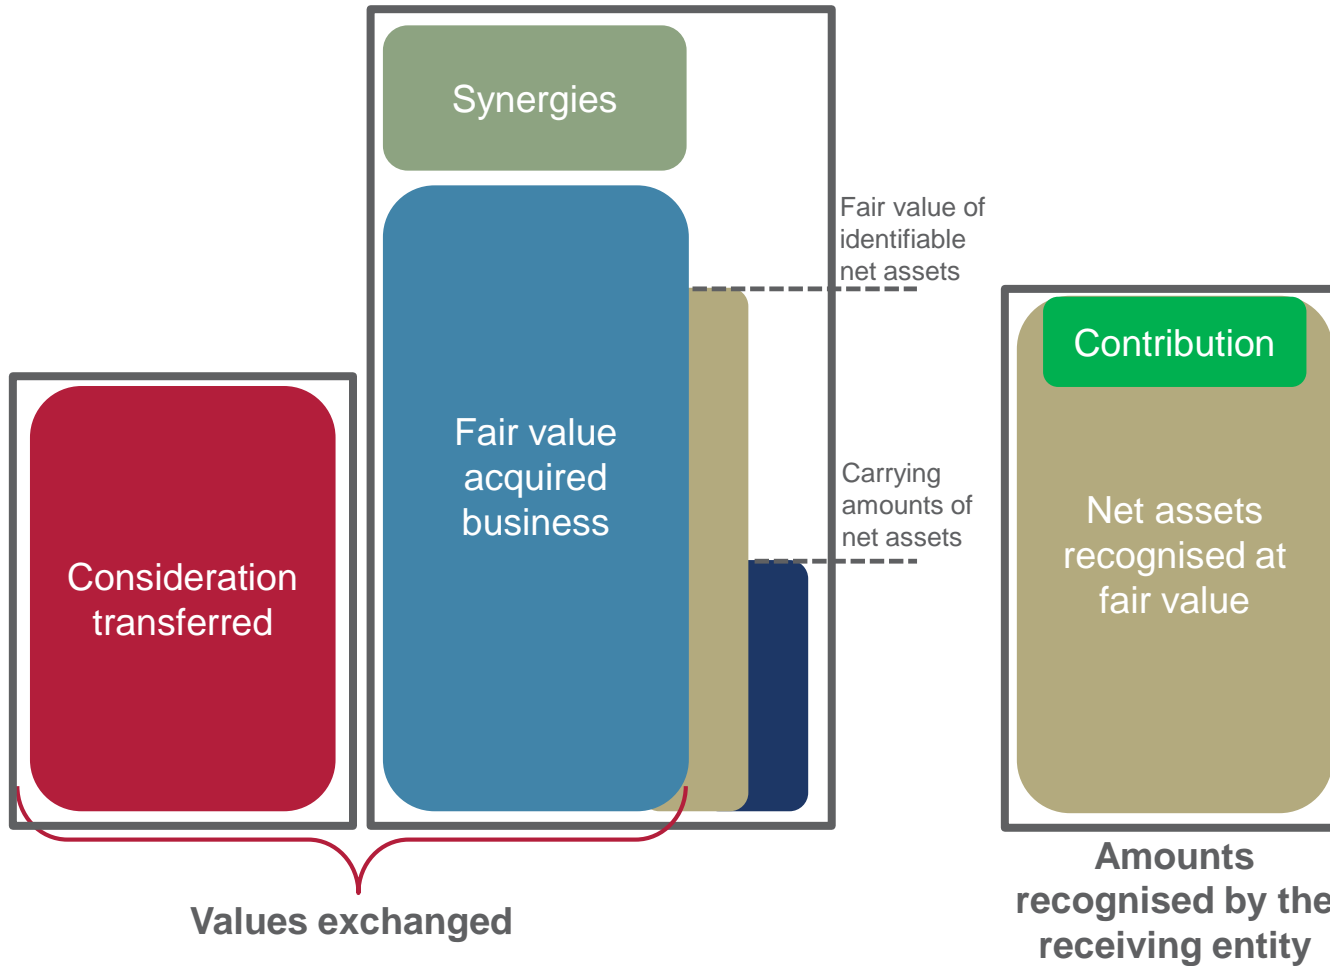 Synergies
Fair value of
identifiable
net assets
Contribution
Fair value
acquired
business
Carrying
amounts of
net assets
Net assets
recognised at
fair value
Consideration
transferred
Values exchanged
Amounts
recognised by the
receiving entity